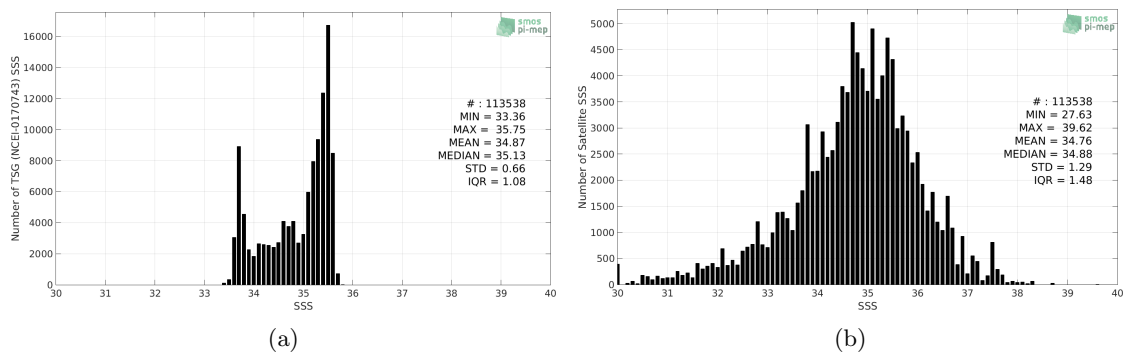 smos
pi-mep
Number of TSG (NCEI-0170743) SSS
16000
14000
12000
10000
8000
6000
4000
2000
0
# : 113538
MIN = 33.36
MAX = 35.75
MEAN = 34.87
MEDIAN = 35.13
STD = 0.66
IQR = 1.08
30 31 32 33 34 35 36 37 38 39 40
SSS
(a)
smos
pi-mep
Number of Satellite SSS
5000
4500
4000
3500
3000
2500
2000
1500
1000
500
0
# : 113538
MIN = 27.63
MAX = 39.62
MEAN = 34.76
MEDIAN = 34.88
STD = 1.29
IQR = 1.48
30 31 32 33 34 35 36 37 38 39 40
SSS
(b)